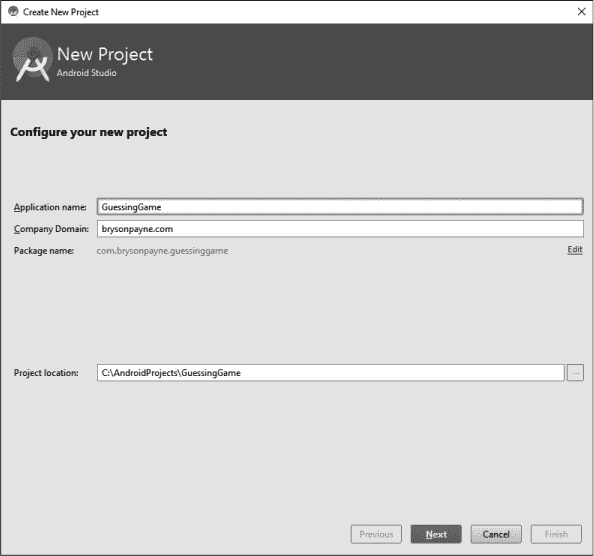 Create New Project
New Project
Android Studio
Configure your new project
Application name: GuessingGame
Company Domain: brysonpayne.com
Package name: com.brysonpayne.guessinggame Edit
Project location: C:\AndroidProjects\GuessingGame ...
Previous Next Cancel Finish